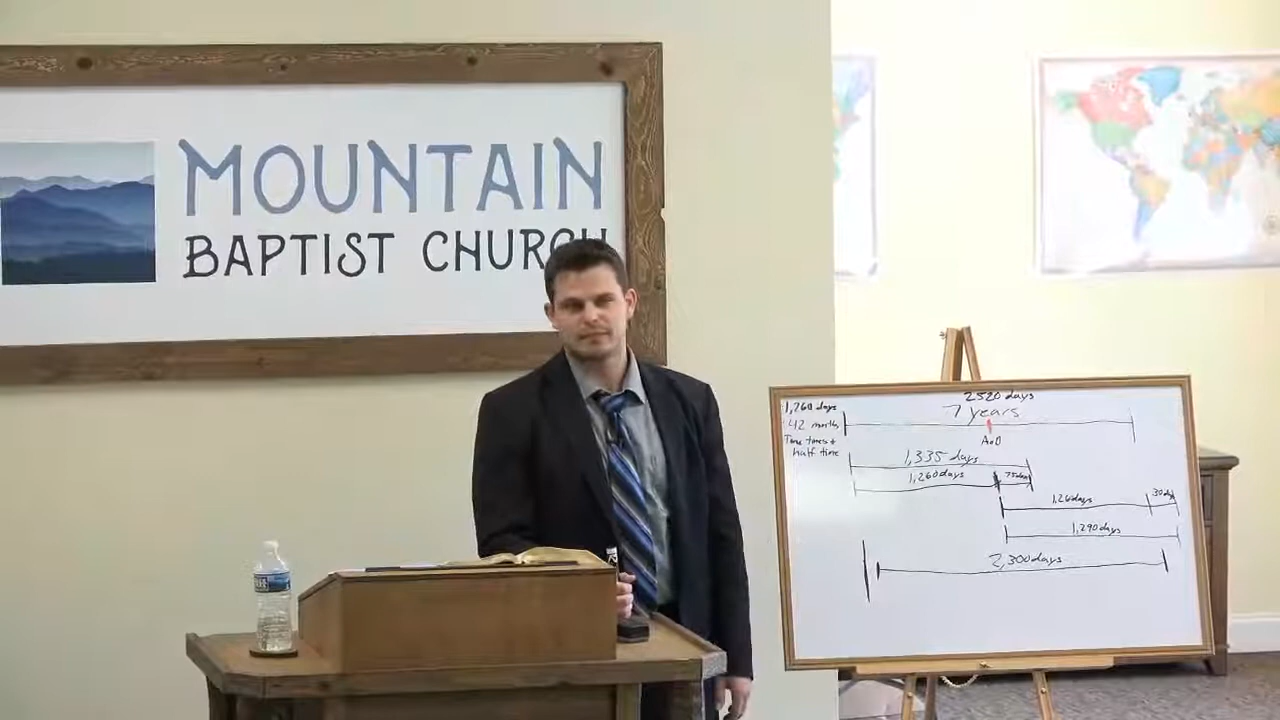 MOUNTAIN
BAPTIST CHURCH
2520 days
7 years
1,260 days
42 months
Time times +
half time
AoD
1,335 days
1,260 days
75 days
1,260 days
30 days
1,290 days
2,300 days